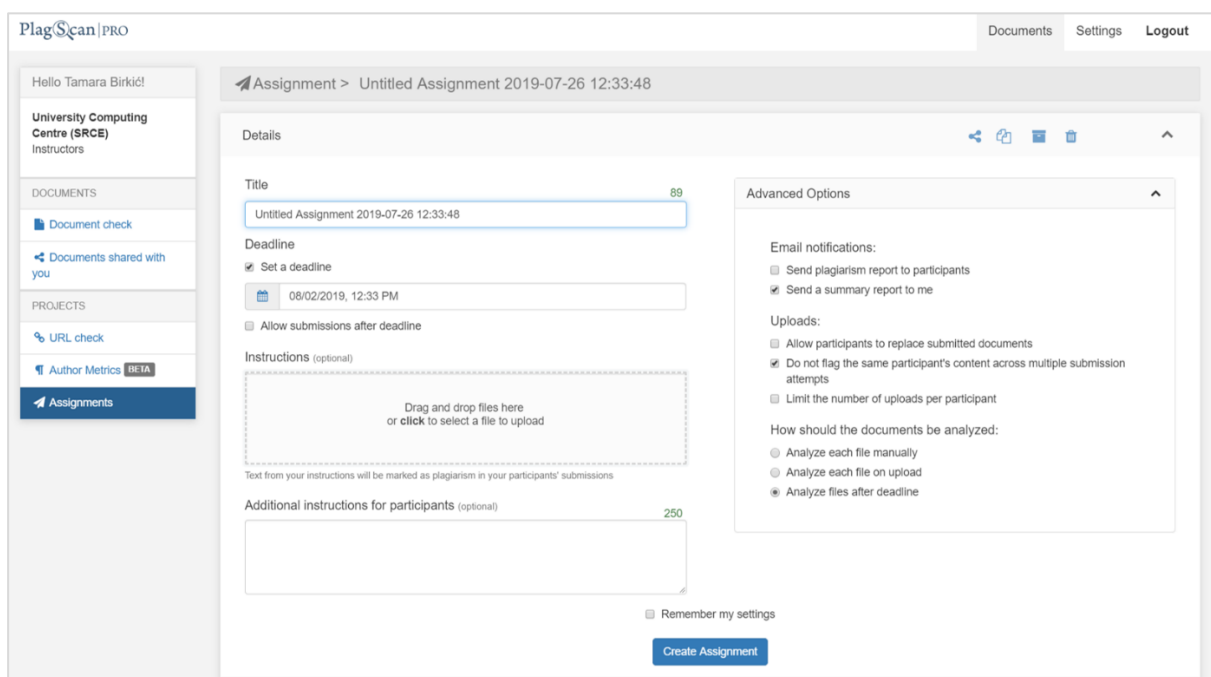 PlagScan|PRO
Documents Settings Logout
Hello Tamara Birkić!
University Computing
Centre (SRCE)
Instructors
DOCUMENTS
Document check
Documents shared with
you
PROJECTS
URL check
Author Metrics BETA
Assignments
Assignment > Untitled Assignment 2019-07-26 12:33:48
Details
Title
89
Untitled Assignment 2019-07-26 12:33:48
Deadline
Set a deadline
08/02/2019, 12:33 PM
Allow submissions after deadline
Instructions (optional)
Drag and drop files here
or click to select a file to upload
Text from your instructions will be marked as plagiarism in your participants' submissions
Additional instructions for participants (optional)
250
Advanced Options
Email notifications:
Send plagiarism report to participants
Send a summary report to me
Uploads:
Allow participants to replace submitted documents
Do not flag the same participant's content across multiple submission
attempts
Limit the number of uploads per participant
How should the documents be analyzed:
Analyze each file manually
Analyze each file on upload
Analyze files after deadline
Remember my settings
Create Assignment